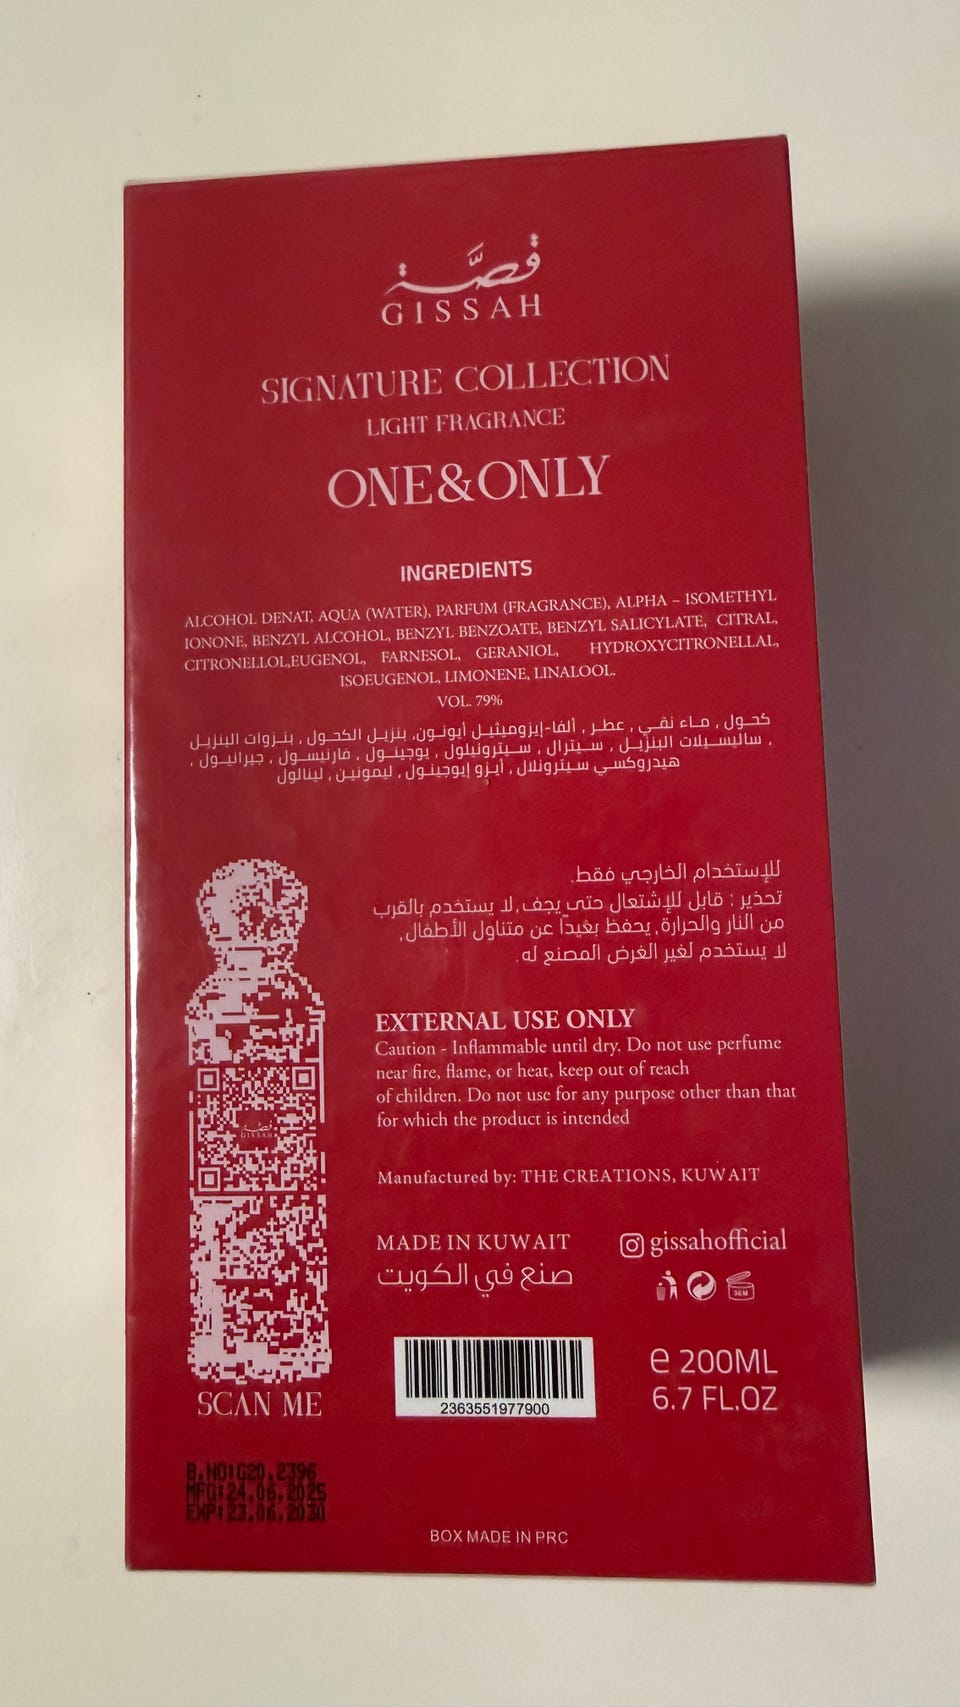 قصة
GISSAH
SIGNATURE COLLECTION
LIGHT FRAGRANCE
ONE&ONLY
INGREDIENTS
ALCOHOL DENAT, AQUA (WATER), PARFUM (FRAGRANCE), ALPHA – ISOMETHYL
IONONE, BENZYL ALCOHOL, BENZYL BENZOATE, BENZYL SALICYLATE, CITRAL,
CITRONELLOL,EUGENOL, FARNESOL, GERANIOL, HYDROXYCITRONELLAL,
ISOEUGENOL, LIMONENE, LINALOOL.
VOL. 79%
كحول ، ماء نقي ، عطر ، ألفا-إيزوميثيل أيونون، بنزيل الكحول ، بنزوات البنزيل
، ساليسيلات البنزيل ، سيترال ، سيترونيلول ، يوجينول ، فارنيسول ، جيرانيول ،
هيدروكسي سيترونلال ، أيزو إيوجينول ، ليمونين ، لينالول
للإستخدام الخارجي فقط.
تحذير : قابل للإشتعال حتى يجف, لا يستخدم بالقرب
من النار والحرارة, يحفظ بعيدًا عن متناول الأطفال,
لا يستخدم لغير الغرض المصنع له.
EXTERNAL USE ONLY
Caution - Inflammable until dry. Do not use perfume
near fire, flame, or heat, keep out of reach
of children. Do not use for any purpose other than that
for which the product is intended
Manufactured by: THE CREATIONS, KUWAIT
MADE IN KUWAIT
صنع في الكويت
gissahofficial
36M
قصة
GISSAH
SCAN ME
2363551977900
e 200ML
6.7 FL.OZ
B.NO:G20.2396
MFG:24.06.2025
EXP:23.06.2030
BOX MADE IN PRC